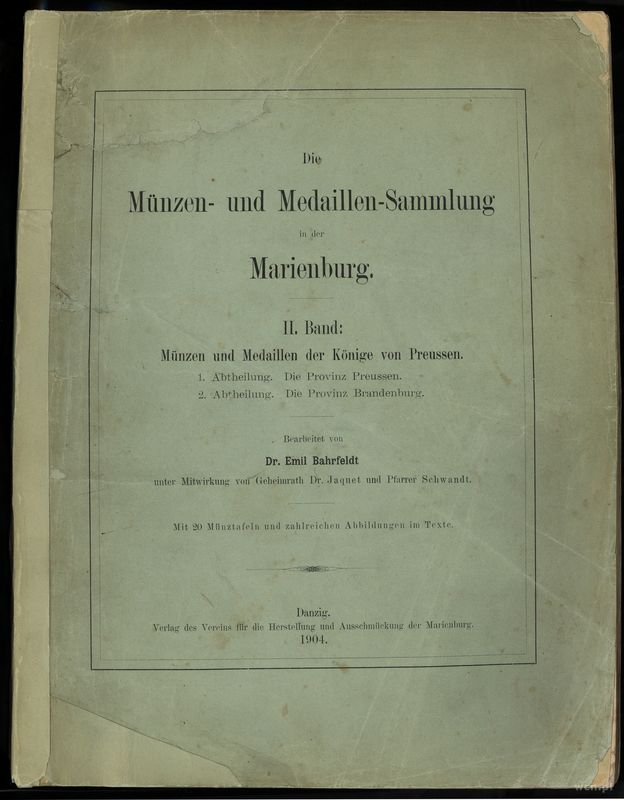 Die
Münzen- und Medaillen-Sammlung
in der
Marienburg.
II. Band:
Münzen und Medaillen der Könige von Preussen.
1. Abtheilung. Die Provinz Preussen.
2. Abtheilung. Die Provinz Brandenburg.
Bearbeitet von
Dr. Emil Bahrfeldt
unter Mitwirkung von Geheimrath Dr. Jaquet und Pfarrer Schwandt.
Mit 20 Münztafeln und zahlreichen Abbildungen im Texte.
Danzig.
Verlag des Vereins für die Herstellung und Ausschmückung der Marienburg.
1904.
wcn.pl